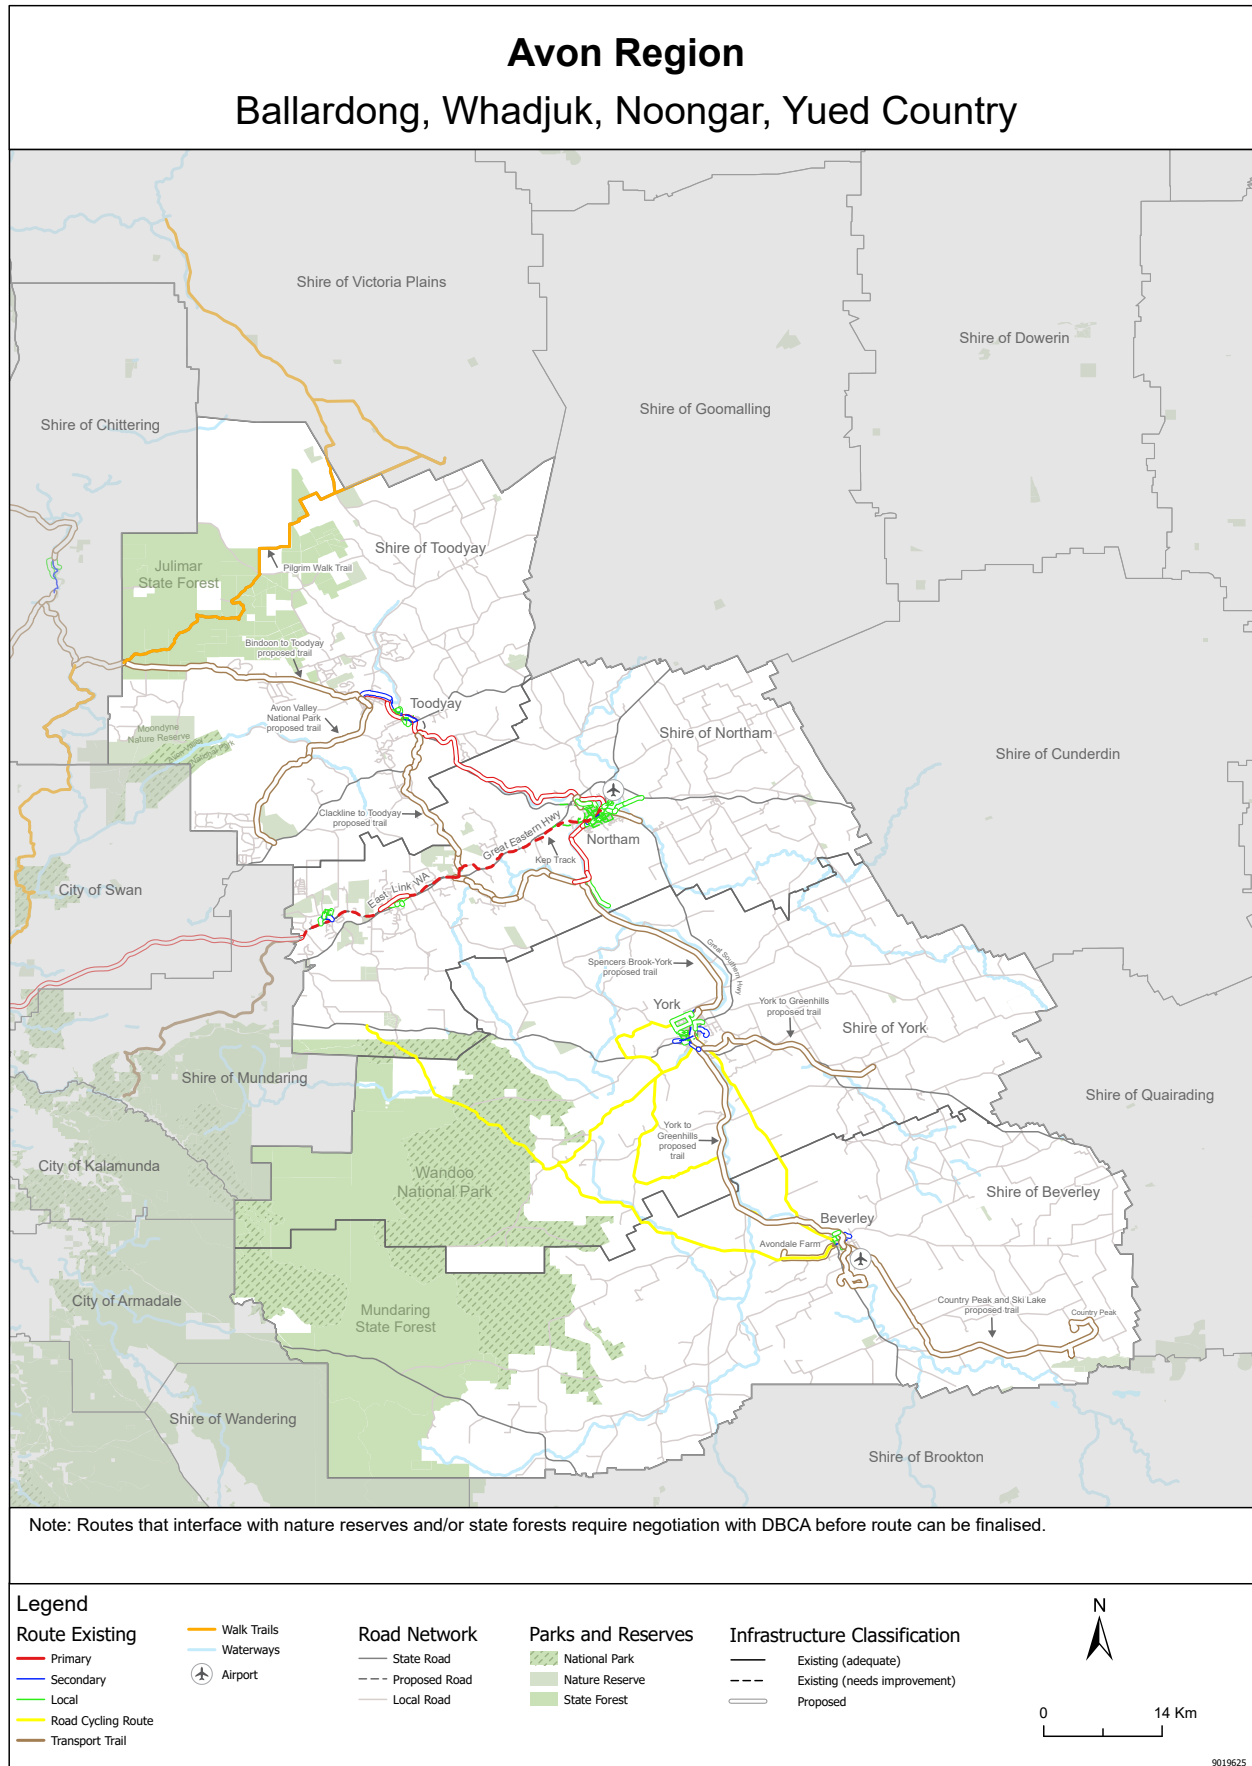 Avon Region
Ballardong, Whadjuk, Noongar, Yued Country
Shire of Victoria Plains
Shire of Dowerin
Shire of Goomalling
Shire of Chittering
Shire of Toodyay
Julimar
State Forest
Pilgrim Walk Trail
Bindoon to Toodyay
proposed trail
Toodyay
Avon Valley
National Park
proposed trail
Moondyne
Nature Reserve
Avon Valley
National Park
Shire of Northam
Shire of Cunderdin
Clackline to Toodyay
proposed trail
Great Eastern Hwy
Northam
Kep Track
East Link WA
City of Swan
Spencers Brook-York
proposed trail
Great Southern Hwy
York
York to Greenhills
proposed trail
Shire of York
Shire of Mundaring
Shire of Quairading
York to
Greenhills
proposed
trail
City of Kalamunda
Wandoo
National Park
Shire of Beverley
Beverley
Avondale Farm
City of Armadale
Mundaring
State Forest
Country Peak and Ski Lake
proposed trail
Country Peak
Shire of Wandering
Shire of Brookton
Note: Routes that interface with nature reserves and/or state forests require negotiation with DBCA before route can be finalised.
Legend
Route Existing
Primary
Secondary
Local
Road Cycling Route
Transport Trail
Walk Trails
Waterways
Airport
Road Network
State Road
Proposed Road
Local Road
Parks and Reserves
National Park
Nature Reserve
State Forest
Infrastructure Classification
Existing (adequate)
Existing (needs improvement)
Proposed
N
0 14 Km
9019625